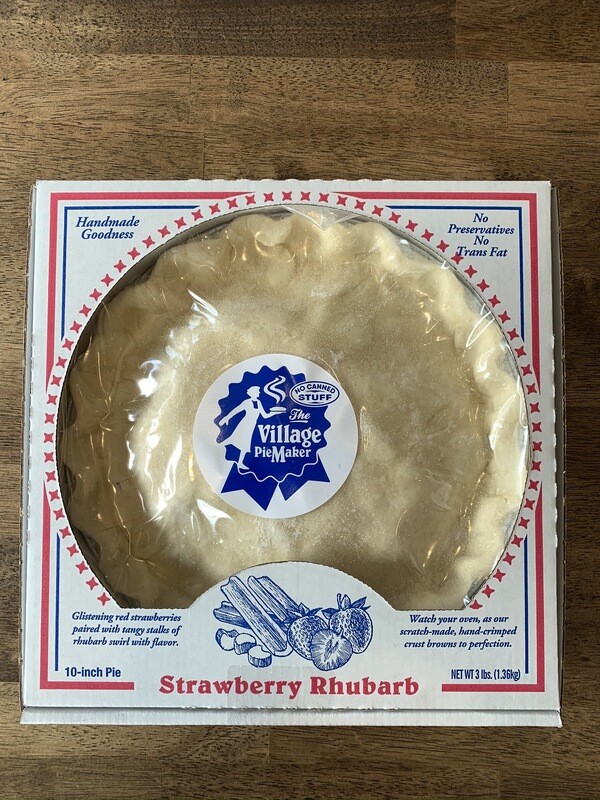 Handmade
Goodness
No
Preservatives
No
Trans Fat
NO CANNED
STUFF
The
Village
PieMaker
Glistening red strawberries
paired with tangy stalks of
rhubarb swirl with flavor.
Watch your oven, as our
scratch-made, hand-crimped
crust browns to perfection.
10-inch Pie
Strawberry Rhubarb
NET WT 3 lbs. (1.36kg)